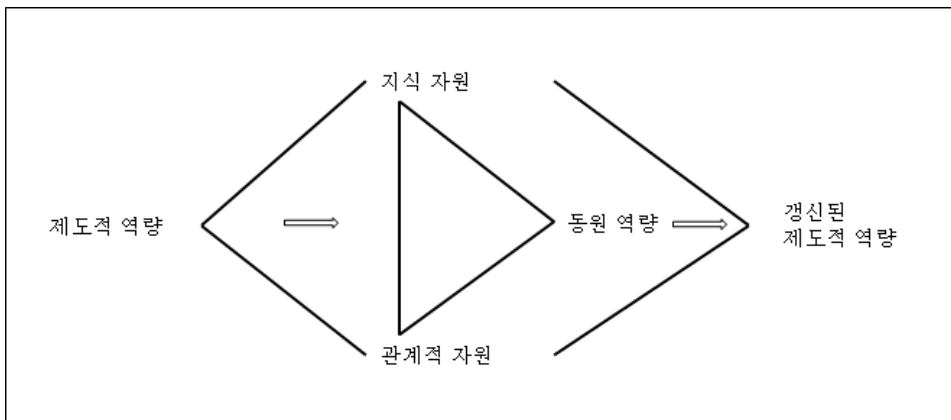 지식 자원
제도적 역량
동원 역량
갱신된
제도적 역량
관계적 자원